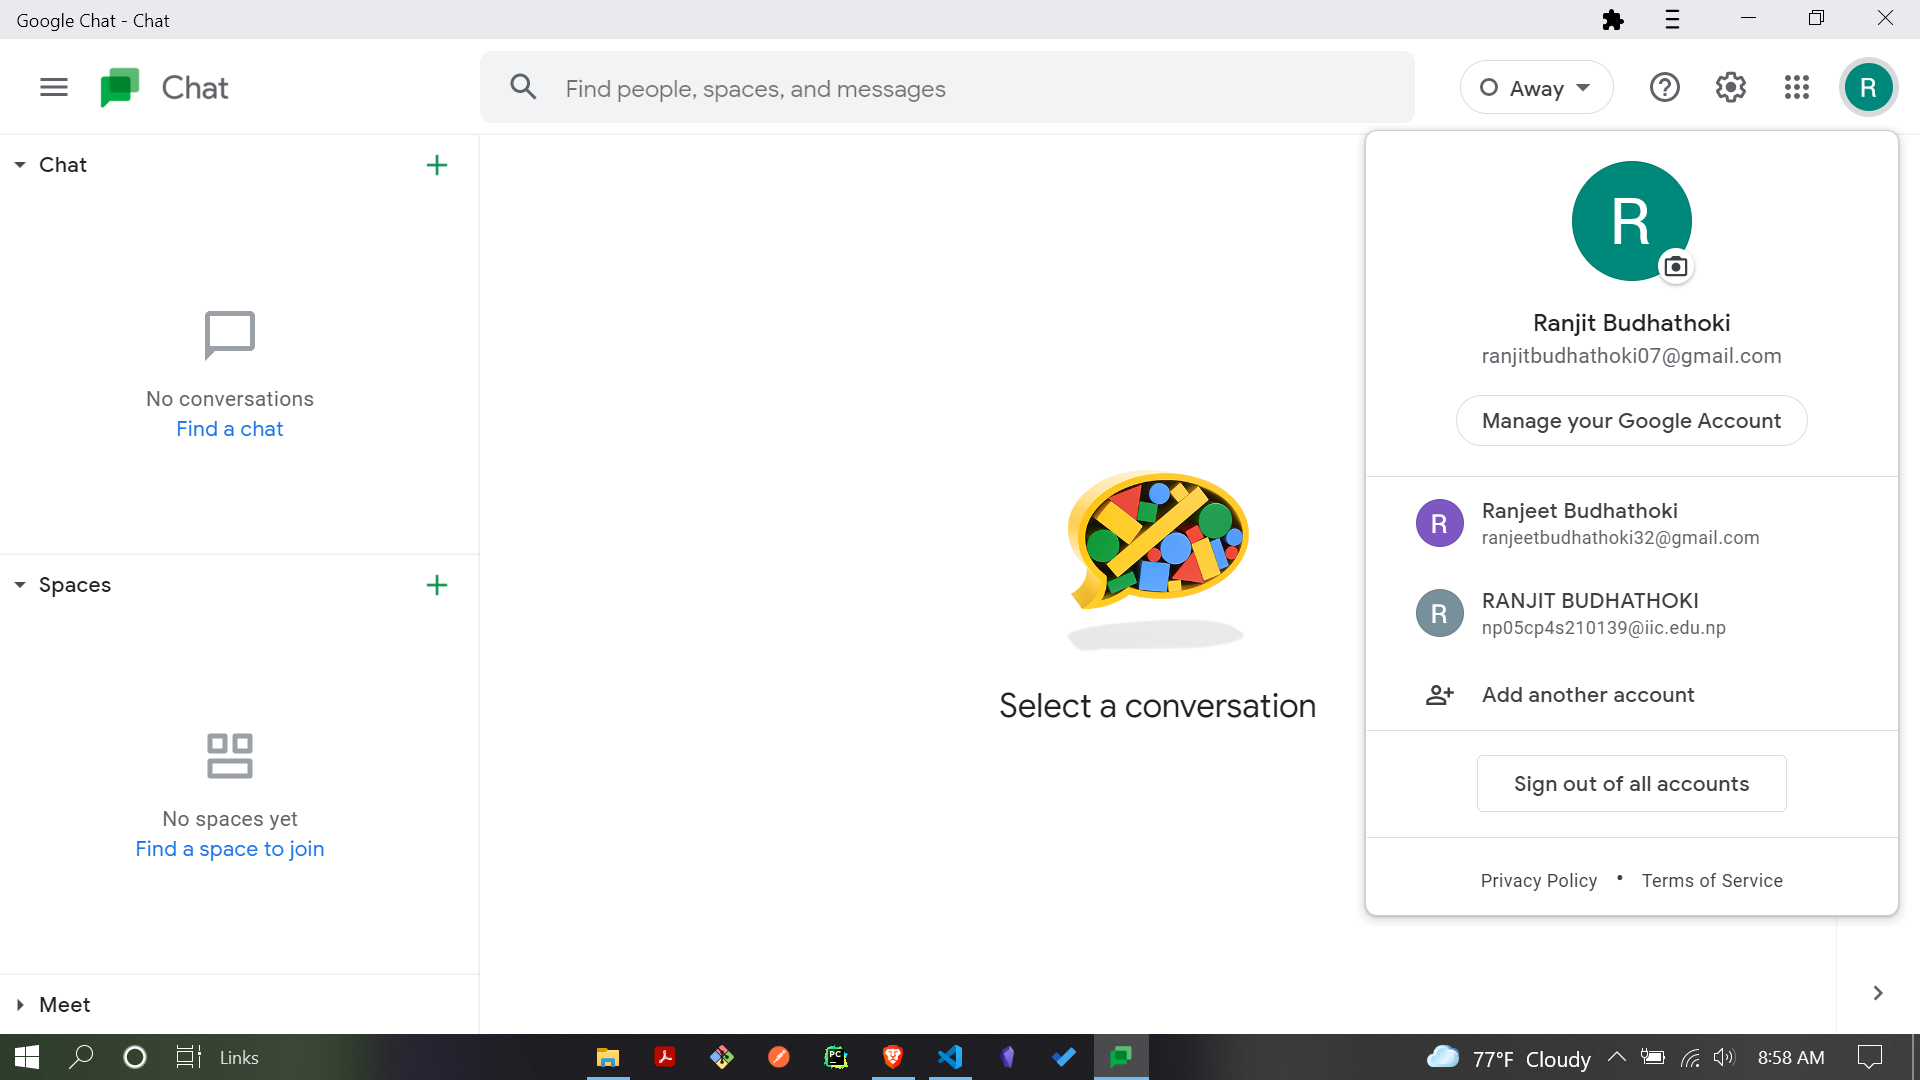 Google Chat - Chat
Chat
Find people, spaces, and messages
Away
R
Chat
No conversations
Find a chat
Spaces
No spaces yet
Find a space to join
Meet
Select a conversation
R
Ranjit Budhathoki
ranjitbudhathoki07@gmail.com
Manage your Google Account
R
Ranjeet Budhathoki
ranjeetbudhathoki32@gmail.com
R
RANJIT BUDHATHOKI
np05cp4s210139@iic.edu.np
Add another account
Sign out of all accounts
Privacy Policy • Terms of Service
Links
PC
77°F Cloudy
8:58 AM